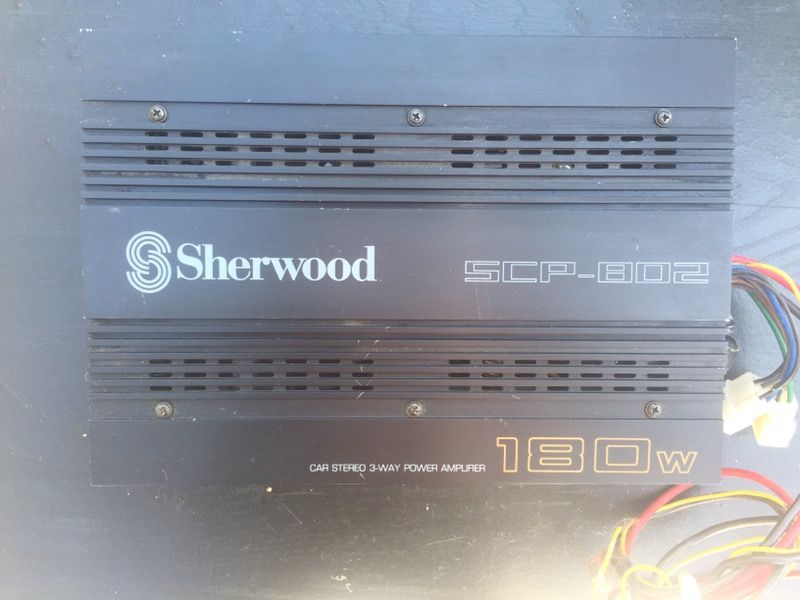 Sherwood SCP-802
CAR STEREO 3-WAY POWER AMPLIFIER 180W